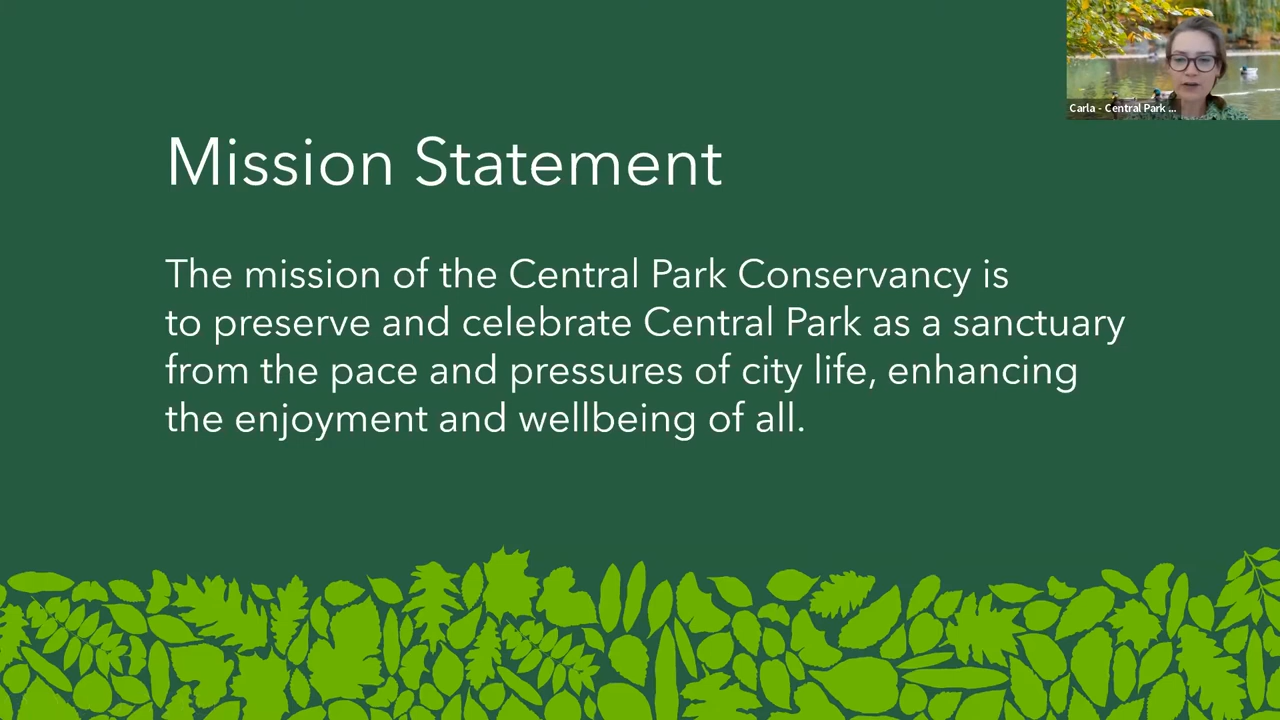 Carla - Central Park ...
Mission Statement
The mission of the Central Park Conservancy is
to preserve and celebrate Central Park as a sanctuary
from the pace and pressures of city life, enhancing
the enjoyment and wellbeing of all.